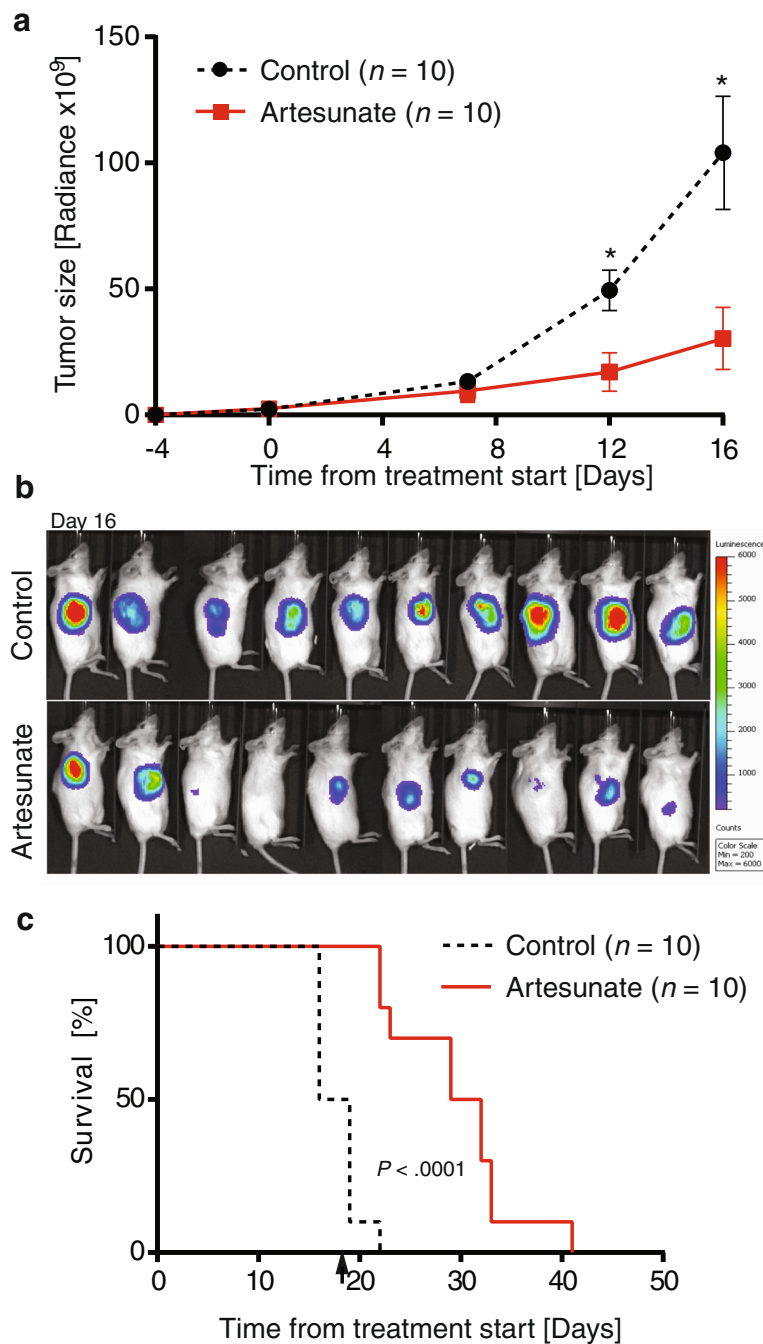 a
150
100
50
0
Tumor size [Radiance x10⁹]
Control (n = 10)
Artesunate (n = 10)
*
*
-4 0 4 8 12 16
Time from treatment start [Days]
b
Day 16
Control
Artesunate
Luminescence
6000
5000
4000
3000
2000
1000
Counts
Color Scale
Min = 200
Max = 6000
c
100
50
0
Survival [%]
Control (n = 10)
Artesunate (n = 10)
P < .0001
0 10 20 30 40 50
Time from treatment start [Days]